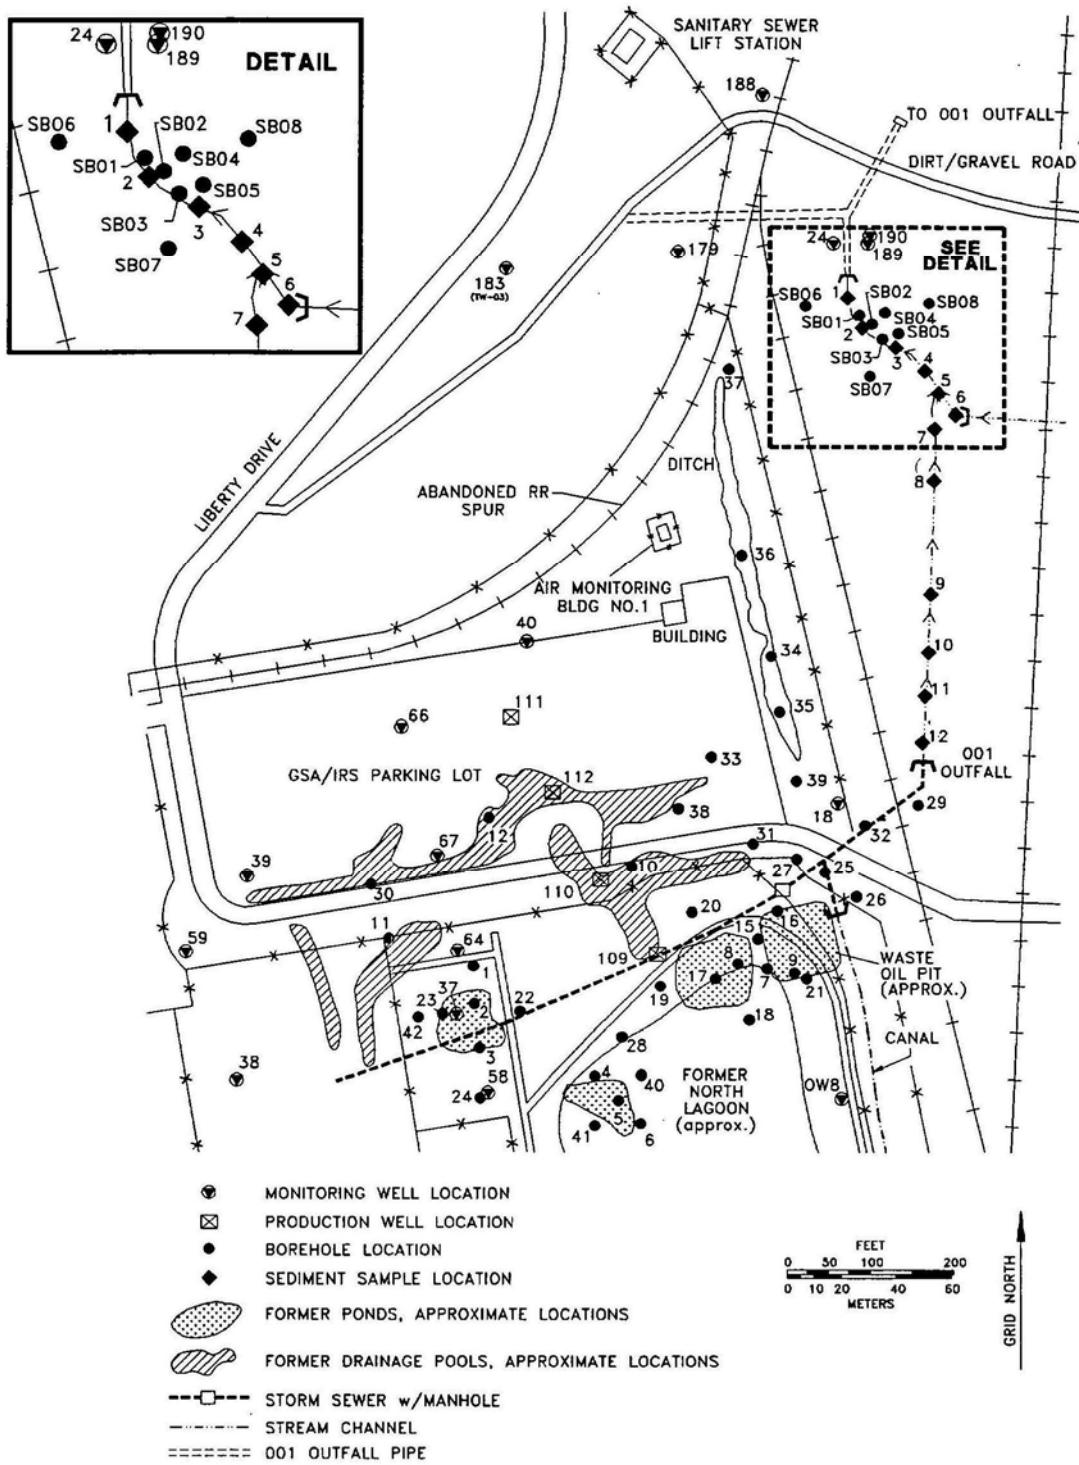 24
190
189
DETAIL
1
SB02
SB08
SB06
SB04
SB01
2
SB05
SB03
3
4
SB07
5
6
7
SANITARY SEWER
LIFT STATION
188
TO 001 OUTFALL
DIRT/GRAVEL ROAD
179
183
(TW-03)
24
190
189
SEE
DETAIL
1
SB02
SB08
SB06
SB04
SB01
SB05
2
SB03
3
4
SB07
5
6
7
37
DITCH
8
LIBERTY DRIVE
ABANDONED RR
SPUR
36
AIR MONITORING
BLDG NO.1
9
40
BUILDING
34
10
111
35
11
66
12
33
001
OUTFALL
GSA/IRS PARKING LOT
112
39
18
29
38
12
32
67
31
39
10
27
25
30
110
26
20
16
11
15
59
64
109
WASTE
OIL PIT
(APPROX.)
8
1
17
7
9
21
19
37
23
2
22
18
42
28
CANAL
3
38
4
40
FORMER
NORTH
LAGOON
(approx.)
OW8
58
24
5
41
6
MONITORING WELL LOCATION
PRODUCTION WELL LOCATION
BOREHOLE LOCATION
SEDIMENT SAMPLE LOCATION
FORMER PONDS, APPROXIMATE LOCATIONS
FORMER DRAINAGE POOLS, APPROXIMATE LOCATIONS
STORM SEWER w/MANHOLE
STREAM CHANNEL
001 OUTFALL PIPE
FEET
0 50 100 200
0 10 20 40 60
METERS
GRID NORTH